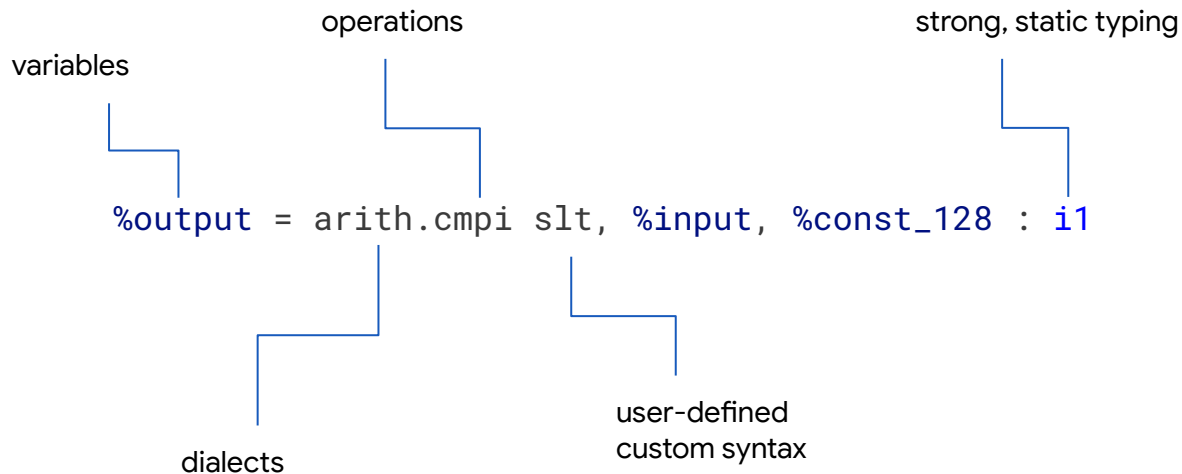 operations
strong, static typing
variables
%output = arith.cmpi slt, %input, %const_128 : i1
user-defined
custom syntax
dialects